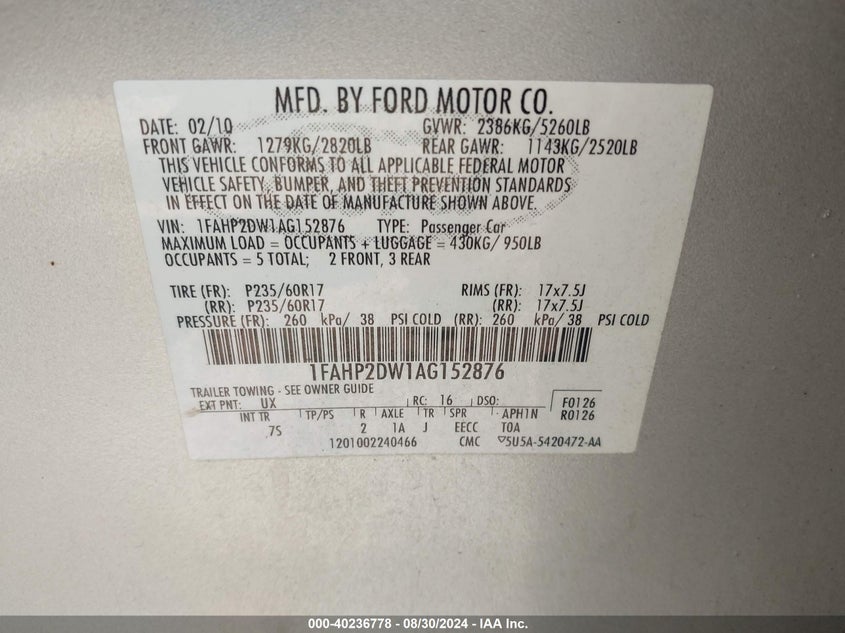 MFD. BY FORD MOTOR CO.
DATE: 02/10 GVWR: 2386KG/5260LB
FRONT GAWR: 1279KG/2820LB REAR GAWR: 1143KG/2520LB
THIS VEHICLE CONFORMS TO ALL APPLICABLE FEDERAL MOTOR
VEHICLE SAFETY, BUMPER, AND THEFT PREVENTION STANDARDS
IN EFFECT ON THE DATE OF MANUFACTURE SHOWN ABOVE.
VIN: 1FAHP2DW1AG152876 TYPE: Passenger Car
MAXIMUM LOAD = OCCUPANTS + LUGGAGE = 430KG/ 950LB
OCCUPANTS = 5 TOTAL; 2 FRONT, 3 REAR
TIRE (FR): P235/60R17 RIMS (FR): 17x7.5J
(RR): P235/60R17 (RR): 17x7.5J
PRESSURE (FR): 260 kPa/ 38 PSI COLD (RR): 260 kPa/ 38 PSI COLD
1FAHP2DW1AG152876
TRAILER TOWING - SEE OWNER GUIDE
EXT PNT: UX RC: 16 DSO: F0126
INT TR TP/PS R AXLE TR SPR APH1N R0126
7S 2 1A J EECC TOA
1201002240466 CMC ▽5U5A-5420472-AA
000-40236778 - 08/30/2024 - IAA Inc.